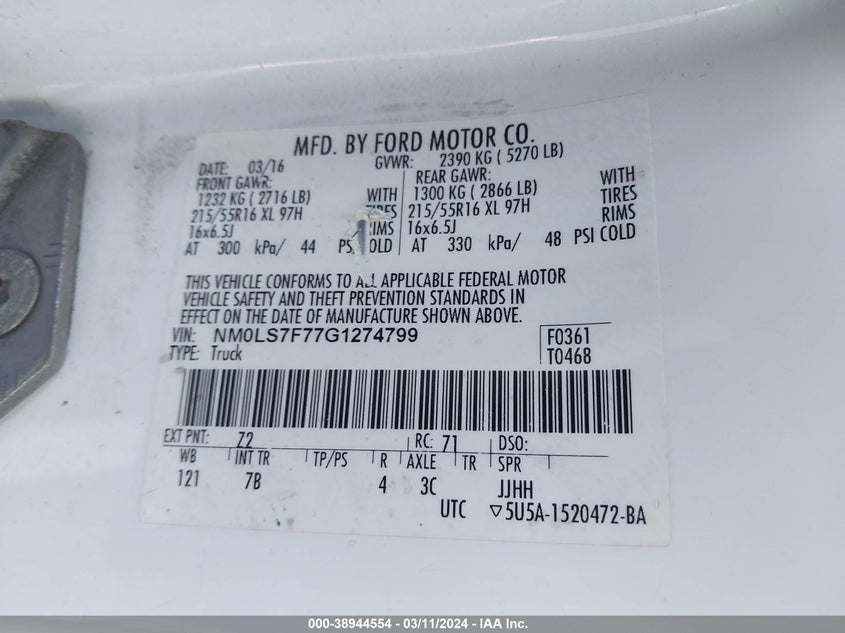 MFD. BY FORD MOTOR CO.
DATE: 03/16 GVWR: 2390 KG ( 5270 LB)
FRONT GAWR: REAR GAWR: WITH
1232 KG ( 2716 LB) WITH 1300 KG ( 2866 LB) TIRES
215/55R16 XL 97H TIRES 215/55R16 XL 97H RIMS
16x6.5J IMS 16x6.5J
AT 300 kPa/ 44 PS OLD AT 330 kPa/ 48 PSI COLD
THIS VEHICLE CONFORMS TO ALL APPLICABLE FEDERAL MOTOR
VEHICLE SAFETY AND THEFT PREVENTION STANDARDS IN
EFFECT ON THE DATE OF MANUFACTURE SHOWN ABOVE.
VIN: NM0LS7F77G1274799 F0361
TYPE: Truck T0468
EXT PNT: Z2 RC: 71 DSO:
WB INT TR TP/PS R AXLE TR SPR
121 7B 4 3C JJHH
UTC ▽5U5A-1520472-BA
000-38944554 / 03/11/2024 / IAA Inc.